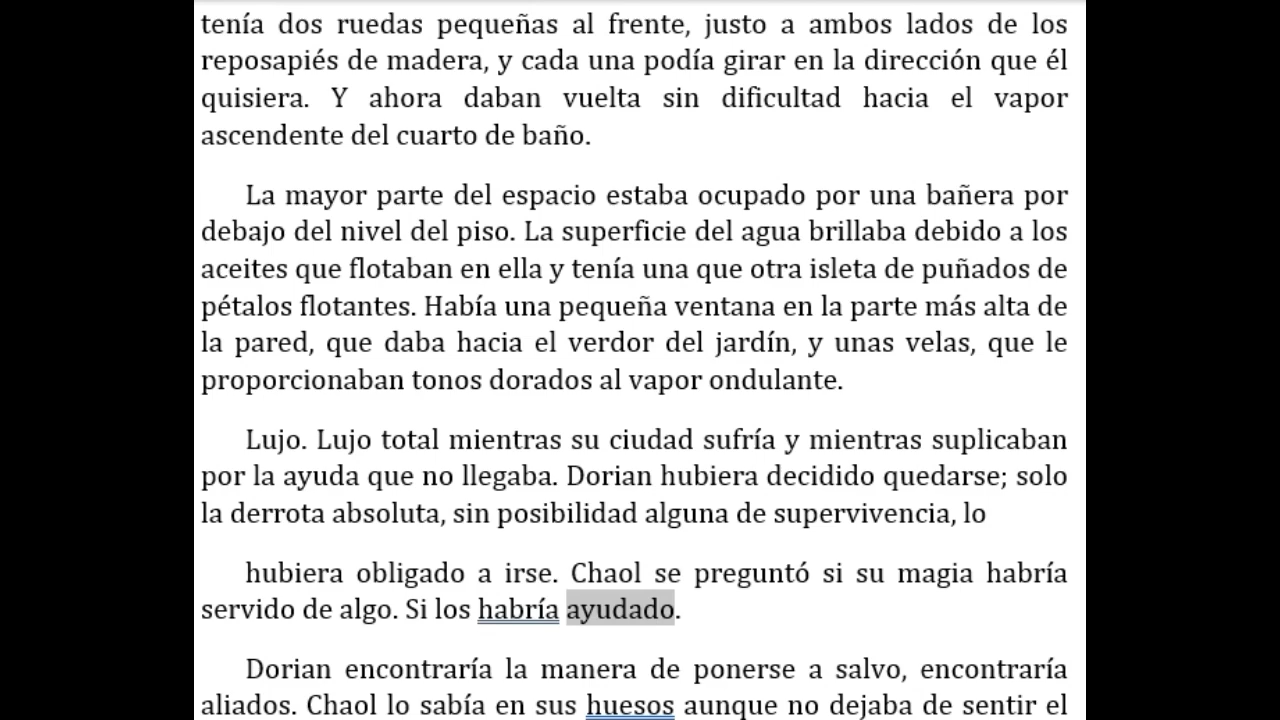 tenía dos ruedas pequeñas al frente, justo a ambos lados de los
reposapiés de madera, y cada una podía girar en la dirección que él
quisiera. Y ahora daban vuelta sin dificultad hacia el vapor
ascendente del cuarto de baño.
La mayor parte del espacio estaba ocupado por una bañera por
debajo del nivel del piso. La superficie del agua brillaba debido a los
aceites que flotaban en ella y tenía una que otra isleta de puñados de
pétalos flotantes. Había una pequeña ventana en la parte más alta de
la pared, que daba hacia el verdor del jardín, y unas velas, que le
proporcionaban tonos dorados al vapor ondulante.
Lujo. Lujo total mientras su ciudad sufría y mientras suplicaban
por la ayuda que no llegaba. Dorian hubiera decidido quedarse; solo
la derrota absoluta, sin posibilidad alguna de supervivencia, lo
hubiera obligado a irse. Chaol se preguntó si su magia habría
servido de algo. Si los habría ayudado.
Dorian encontraría la manera de ponerse a salvo, encontraría
aliados. Chaol lo sabía en sus huesos aunque no dejaba de sentir el